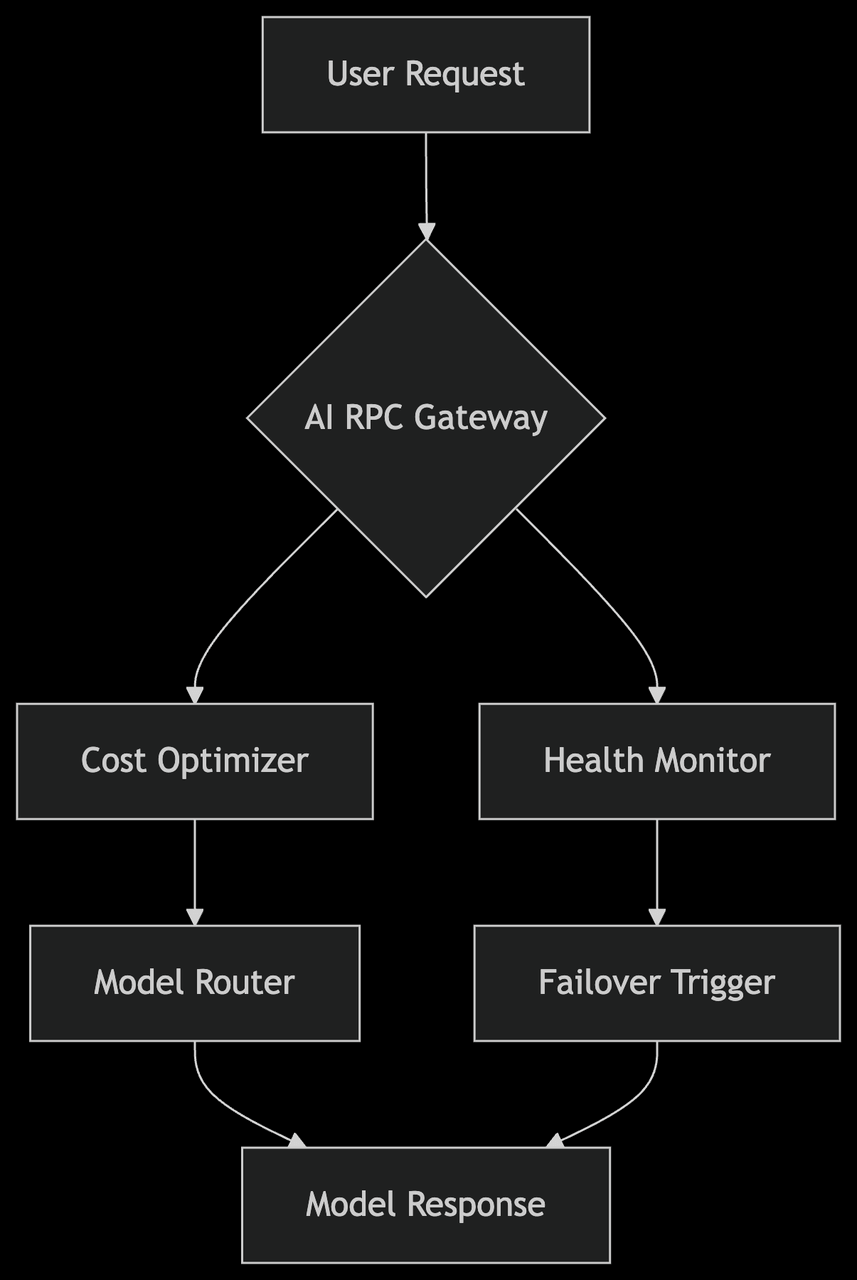 User Request
AI RPC Gateway
Cost Optimizer
Health Monitor
Model Router
Failover Trigger
Model Response